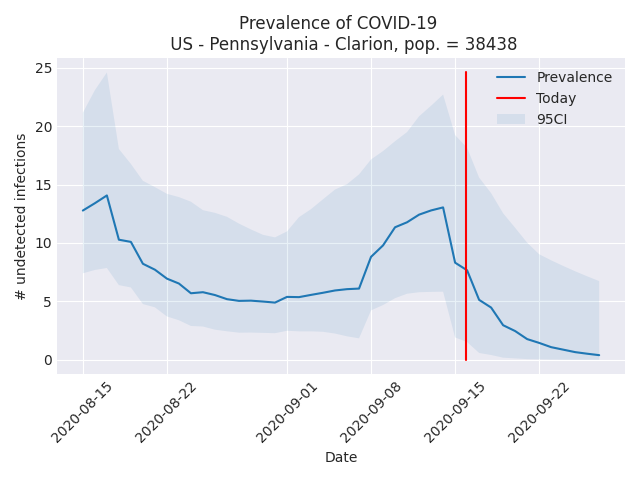 Prevalence of COVID-19
US - Pennsylvania - Clarion, pop. = 38438
# undetected infections
25
20
15
10
5
0
Prevalence
Today
95CI
2020-08-15
2020-08-22
2020-09-01
2020-09-08
2020-09-15
2020-09-22
Date